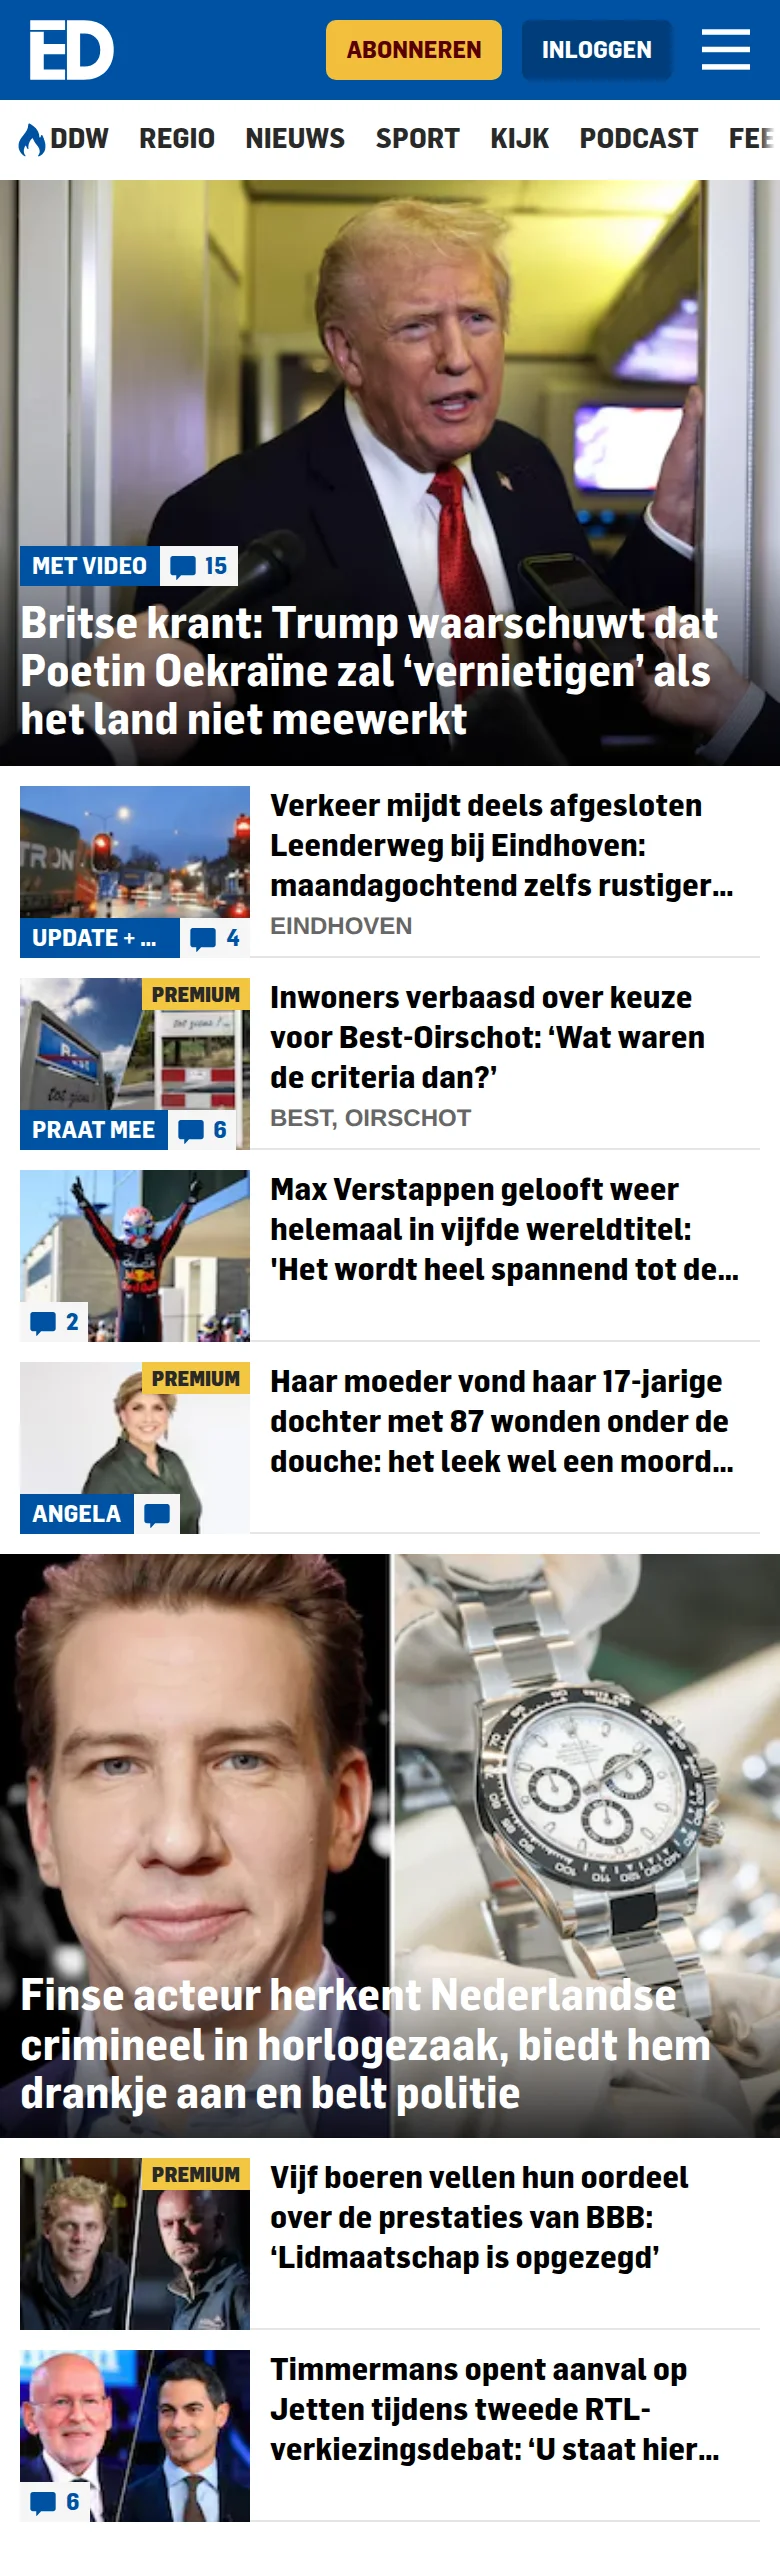 ED
ABONNEREN
INLOGGEN
DDW REGIO NIEUWS SPORT KIJK PODCAST FEE
MET VIDEO 15
Britse krant: Trump waarschuwt dat
Poetin Oekraïne zal ‘vernietigen’ als
het land niet meewerkt
UPDATE + ... 4
Verkeer mijdt deels afgesloten
Leenderweg bij Eindhoven:
maandagochtend zelfs rustiger...
EINDHOVEN
PREMIUM
tot ziens
PRAAT MEE 6
Inwoners verbaasd over keuze
voor Best-Oirschot: ‘Wat waren
de criteria dan?’
BEST, OIRSCHOT
2
Max Verstappen gelooft weer
helemaal in vijfde wereldtitel:
'Het wordt heel spannend tot de...
PREMIUM
ANGELA
Haar moeder vond haar 17-jarige
dochter met 87 wonden onder de
douche: het leek wel een moord...
Finse acteur herkent Nederlandse
crimineel in horlogezaak, biedt hem
drankje aan en belt politie
PREMIUM
Vijf boeren vellen hun oordeel
over de prestaties van BBB:
‘Lidmaatschap is opgezegd’
6
Timmermans opent aanval op
Jetten tijdens tweede RTL-
verkiezingsdebat: ‘U staat hier...